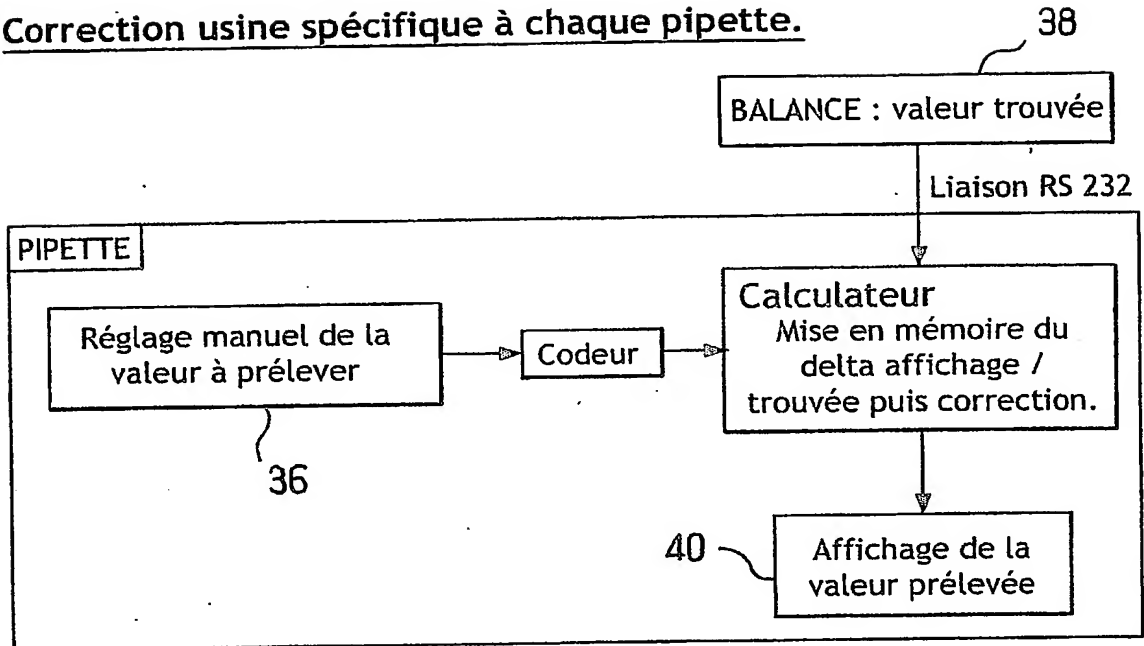 Correction usine spécifique à chaque pipette.
38
BALANCE : valeur trouvée
Liaison RS 232
PIPETTE
Réglage manuel de la
valeur à prélever
36
Codeur
Calculateur
Mise en mémoire du
delta affichage /
trouvée puis correction.
40
Affichage de la
valeur prélevée